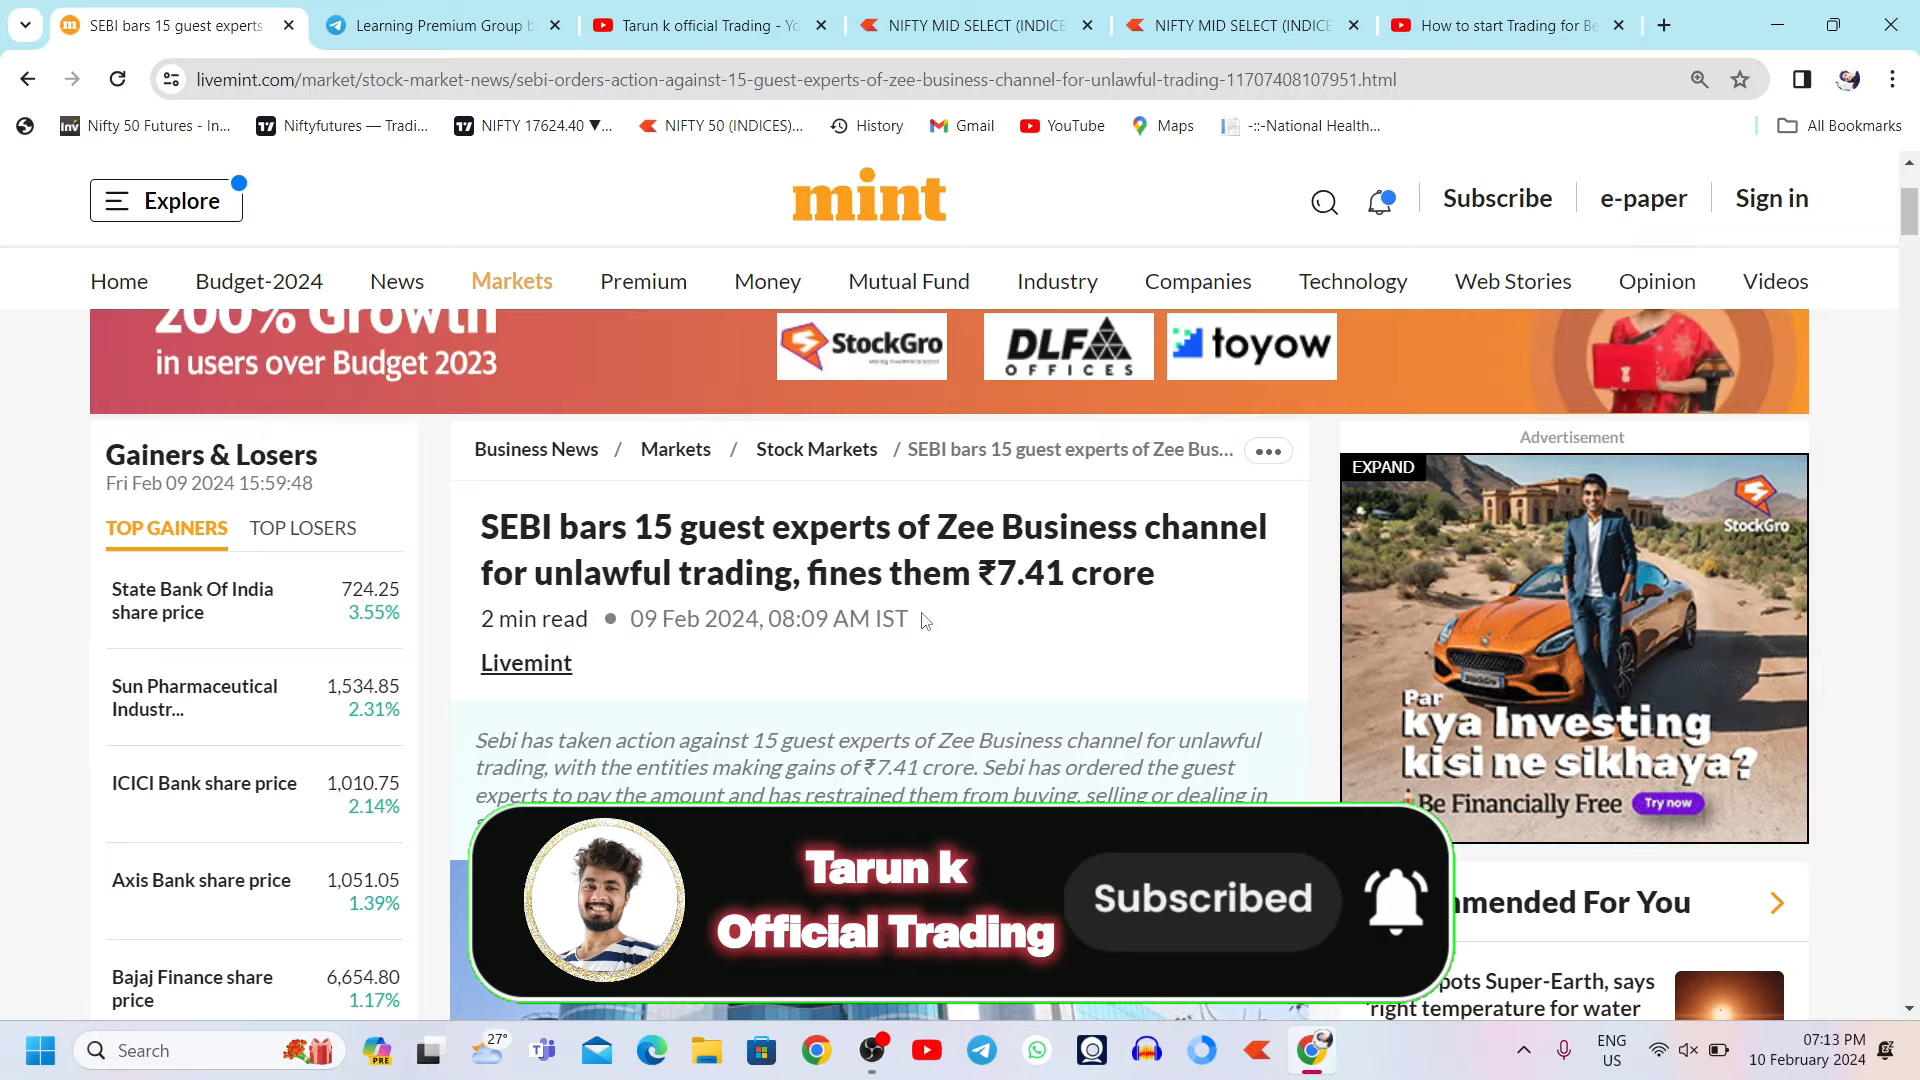 SEBI bars 15 guest experts
Learning Premium Group b
Tarun k official Trading - Yo
NIFTY MID SELECT (INDICE
NIFTY MID SELECT (INDICE
How to start Trading for Be
livemint.com/market/stock-market-news/sebi-orders-action-against-15-guest-experts-of-zee-business-channel-for-unlawful-trading-11707408107951.html
Nifty 50 Futures - In...
Niftyfutures — Tradi...
NIFTY 17624.40 ▼...
NIFTY 50 (INDICES)...
History
Gmail
YouTube
Maps
-::-National Health...
All Bookmarks
Explore
mint
Subscribe
e-paper
Sign in
Home
Budget-2024
News
Markets
Premium
Money
Mutual Fund
Industry
Companies
Technology
Web Stories
Opinion
Videos
200% Growth
in users over Budget 2023
StockGro
DLF
OFFICES
toyow
Gainers & Losers
Fri Feb 09 2024 15:59:48
TOP GAINERS
TOP LOSERS
State Bank Of India share price
724.25
3.55%
Sun Pharmaceutical Industr...
1,534.85
2.31%
ICICI Bank share price
1,010.75
2.14%
Axis Bank share price
1,051.05
1.39%
Bajaj Finance share price
6,654.80
1.17%
Business News / Markets / Stock Markets / SEBI bars 15 guest experts of Zee Bus...
SEBI bars 15 guest experts of Zee Business channel
for unlawful trading, fines them ₹7.41 crore
2 min read • 09 Feb 2024, 08:09 AM IST
Livemint
Sebi has taken action against 15 guest experts of Zee Business channel for unlawful
trading, with the entities making gains of ₹7.41 crore. Sebi has ordered the guest
experts to pay the amount and has restrained them from buying, selling or dealing in
Tarun k
Official Trading
Subscribed
Advertisement
EXPAND
StockGro
StockGro
Par
kya Investing
kisi ne sikhaya?
Be Financially Free
Try now
mmended For You
pots Super-Earth, says
'right temperature for water
Search
PRE
27°
ENG
US
07:13 PM
10 February 2024